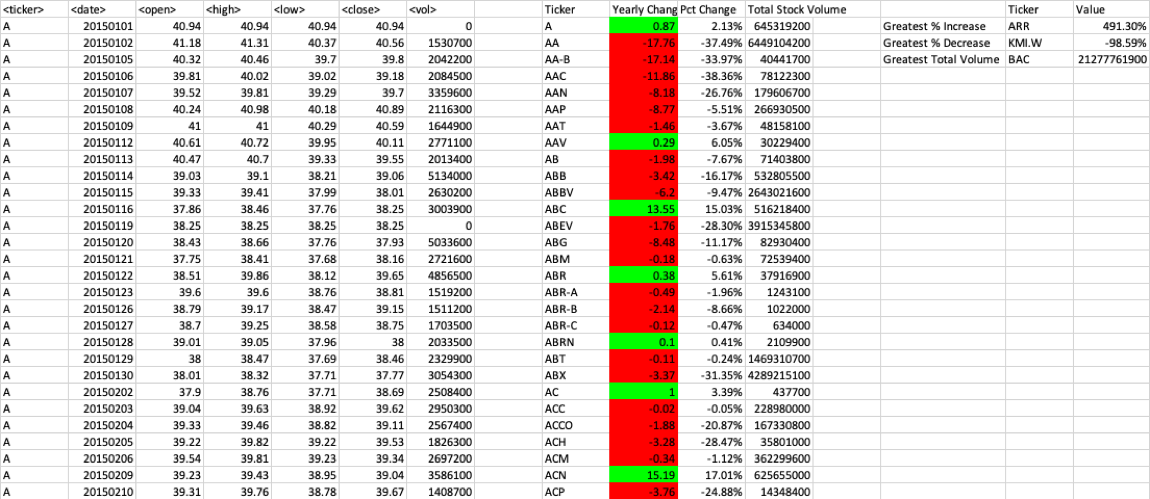 <ticker> <date> <open> <high> <low> <close> <vol> Ticker Yearly Chang Pct Change Total Stock Volume Ticker Value
A 20150101 40.94 40.94 40.94 40.94 0 A 0.87 2.13% 645319200 Greatest % Increase ARR 491.30%
A 20150102 41.18 41.31 40.37 40.56 1530700 AA -17.76 -37.49% 6449104200 Greatest % Decrease KMI.W -98.59%
A 20150105 40.32 40.46 39.7 39.8 2042200 AA-B -17.14 -33.97% 40441700 Greatest Total Volume BAC 21277761900
A 20150106 39.81 40.02 39.02 39.18 2084500 AAC -11.86 -38.36% 78122300
A 20150107 39.52 39.81 39.29 39.7 3359600 AAN -8.18 -26.76% 179606700
A 20150108 40.24 40.98 40.18 40.89 2116300 AAP -8.77 -5.51% 266930500
A 20150109 41 41 40.29 40.59 1644900 AAT -1.46 -3.67% 48158100
A 20150112 40.61 40.72 39.95 40.11 2771100 AAV 0.29 6.05% 30229400
A 20150113 40.47 40.7 39.33 39.55 2013400 AB -1.98 -7.67% 71403800
A 20150114 39.03 39.1 38.21 39.06 5134000 ABB -3.42 -16.17% 532805500
A 20150115 39.33 39.41 37.99 38.01 2630200 ABBV -6.2 -9.47% 2643021600
A 20150116 37.86 38.46 37.76 38.25 3003900 ABC 13.55 15.03% 516218400
A 20150119 38.25 38.25 38.25 38.25 0 ABEV -1.76 -28.30% 3915345800
A 20150120 38.43 38.66 37.76 37.93 5033600 ABG -8.48 -11.17% 82930400
A 20150121 37.75 38.41 37.68 38.16 2721600 ABM -0.18 -0.63% 72539400
A 20150122 38.51 39.86 38.12 39.65 4856500 ABR 0.38 5.61% 37916900
A 20150123 39.6 39.6 38.76 38.81 1519200 ABR-A -0.49 -1.96% 1243100
A 20150126 38.79 39.17 38.47 39.15 1511200 ABR-B -2.14 -8.66% 1022000
A 20150127 38.7 39.25 38.58 38.75 1703500 ABR-C -0.12 -0.47% 634000
A 20150128 39.01 39.05 37.96 38 2033500 ABRN 0.1 0.41% 2109900
A 20150129 38 38.47 37.69 38.46 2329900 ABT -0.11 -0.24% 1469310700
A 20150130 38.01 38.32 37.71 37.77 3054300 ABX -3.37 -31.35% 4289215100
A 20150202 37.9 38.76 37.71 38.69 2508400 AC 1 3.39% 437700
A 20150203 39.04 39.63 38.92 39.62 2950300 ACC -0.02 -0.05% 228980000
A 20150204 39.33 39.46 38.82 39.11 2567400 ACCO -1.88 -20.87% 167330800
A 20150205 39.22 39.82 39.22 39.53 1826300 ACH -3.28 -28.47% 35801000
A 20150206 39.54 39.81 39.23 39.34 2697200 ACM -0.34 -1.12% 362299600
A 20150209 39.23 39.43 38.95 39.04 3586100 ACN 15.19 17.01% 625655000
A 20150210 39.31 39.76 38.78 39.67 1408700 ACP -3.76 -24.88% 14348400